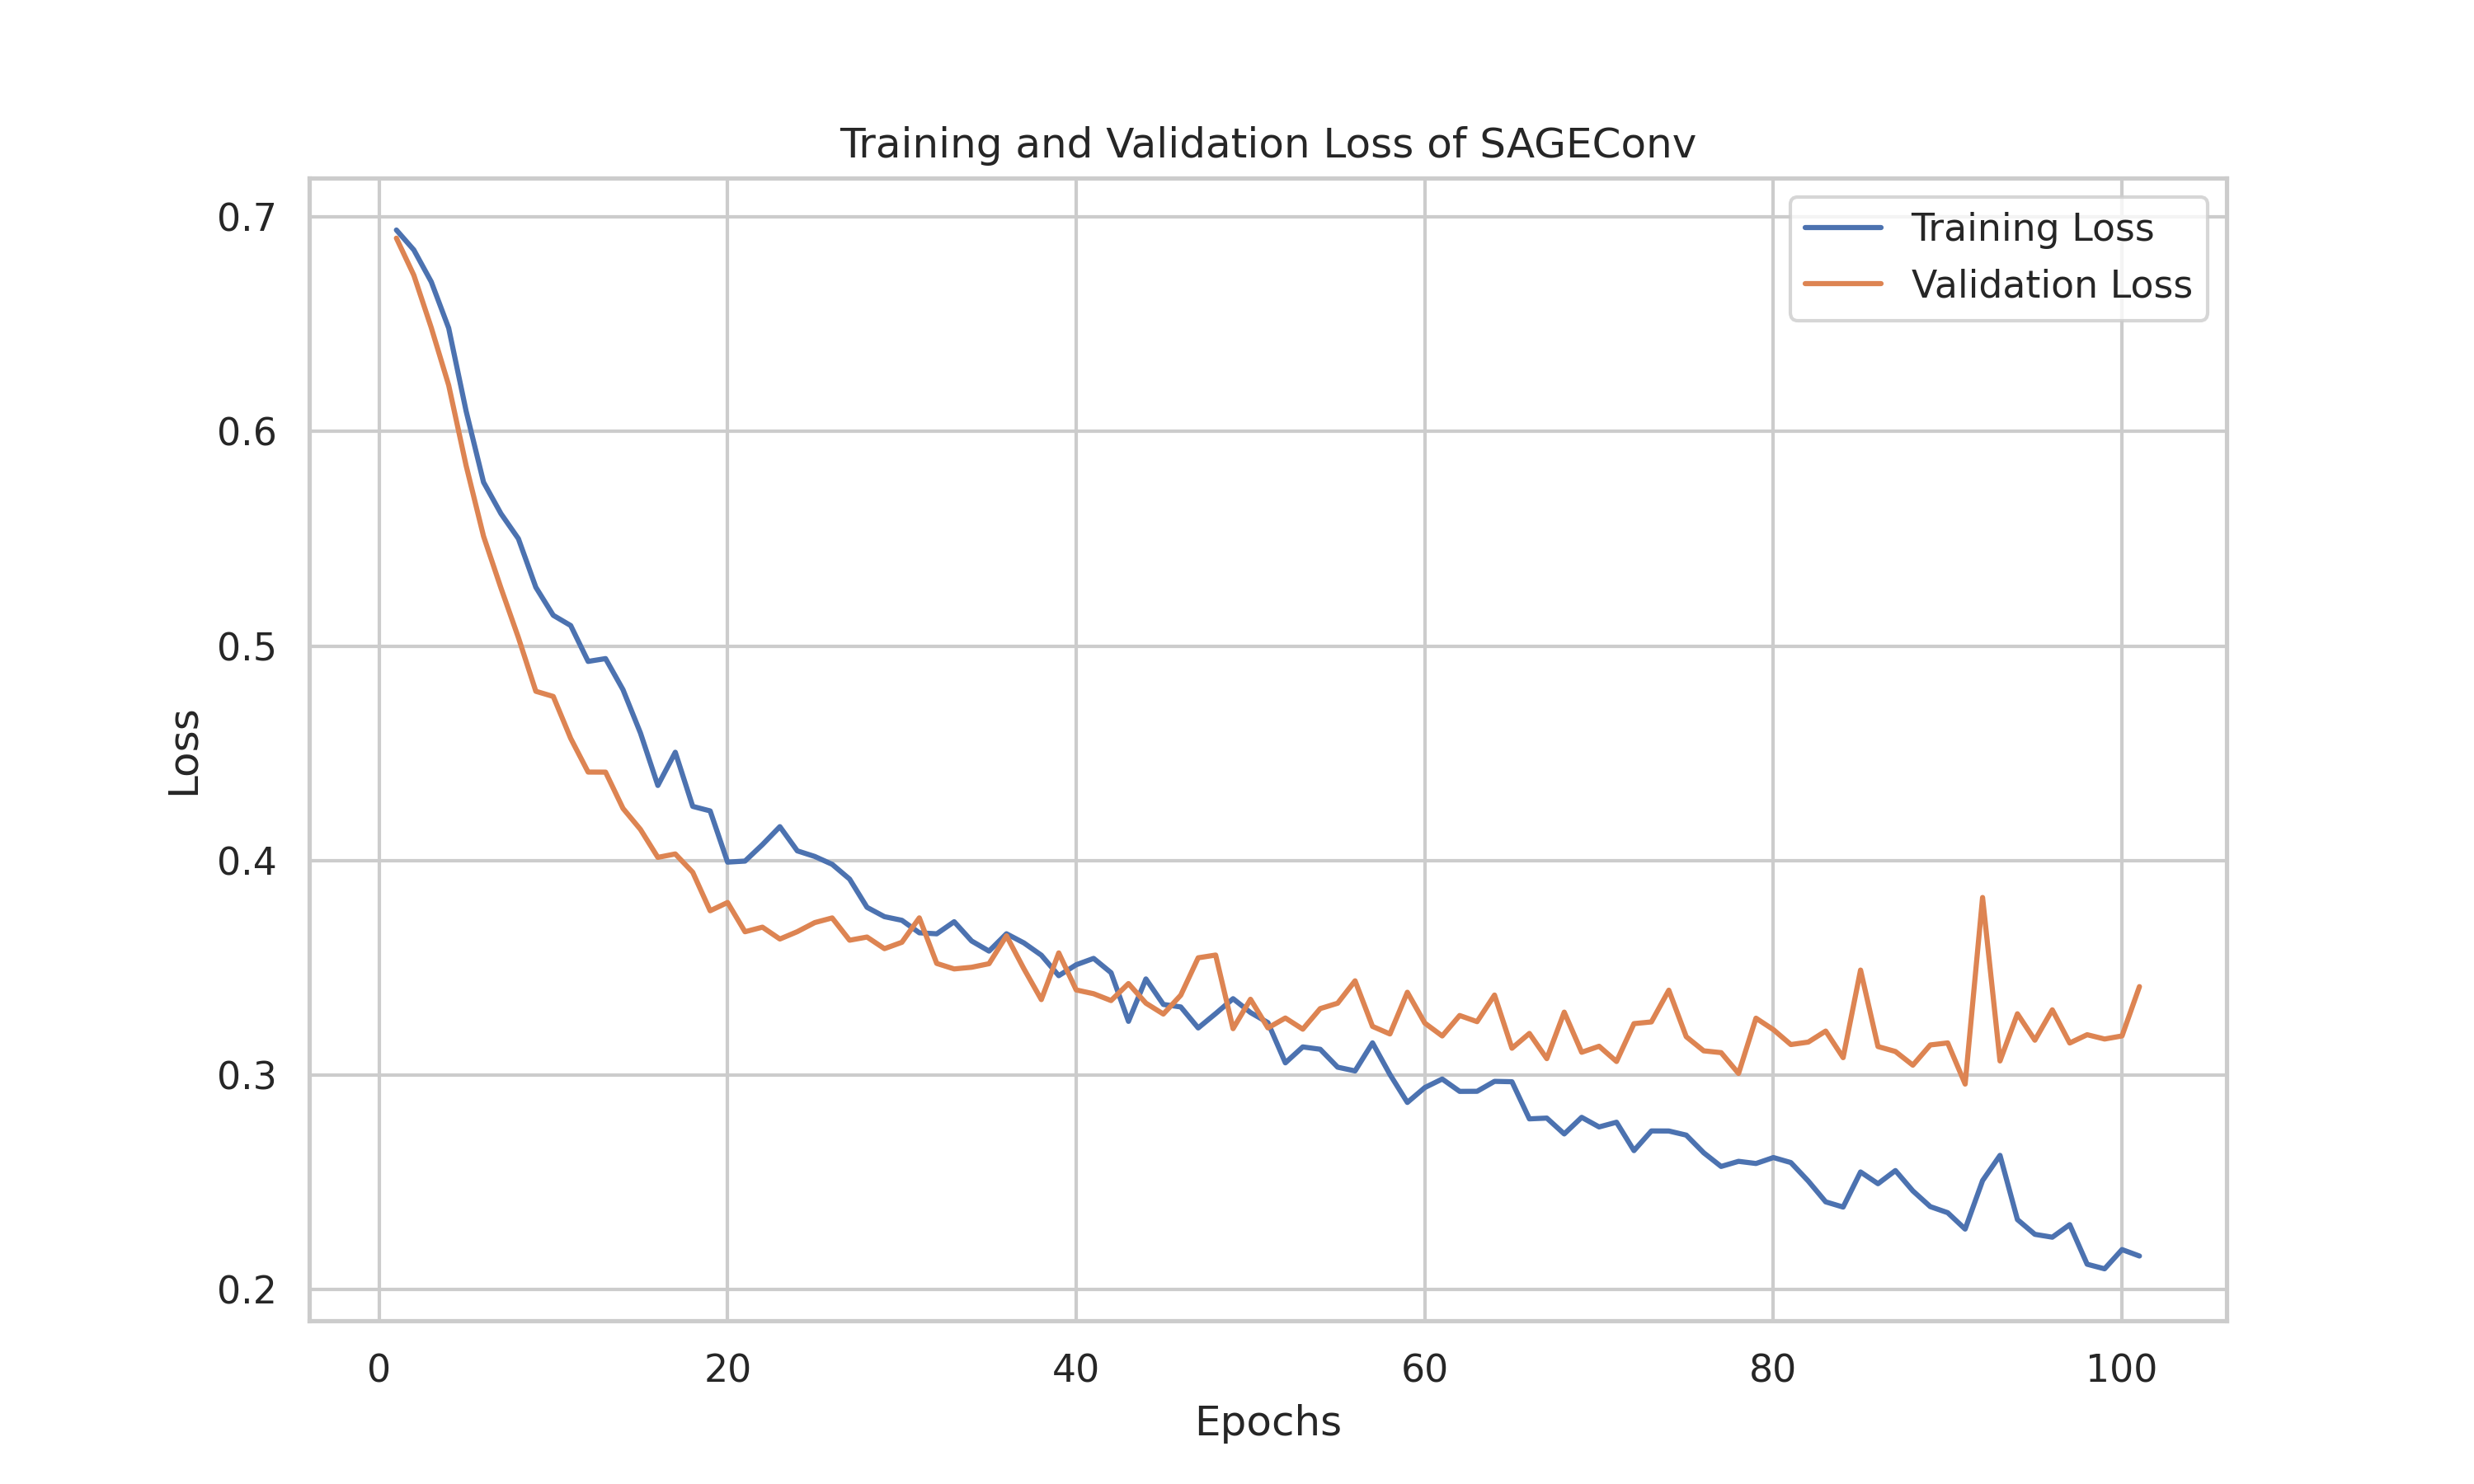 Training and Validation Loss of SAGEConv
Training Loss
Validation Loss
Loss
0.7
0.6
0.5
0.4
0.3
0.2
0 20 40 60 80 100
Epochs